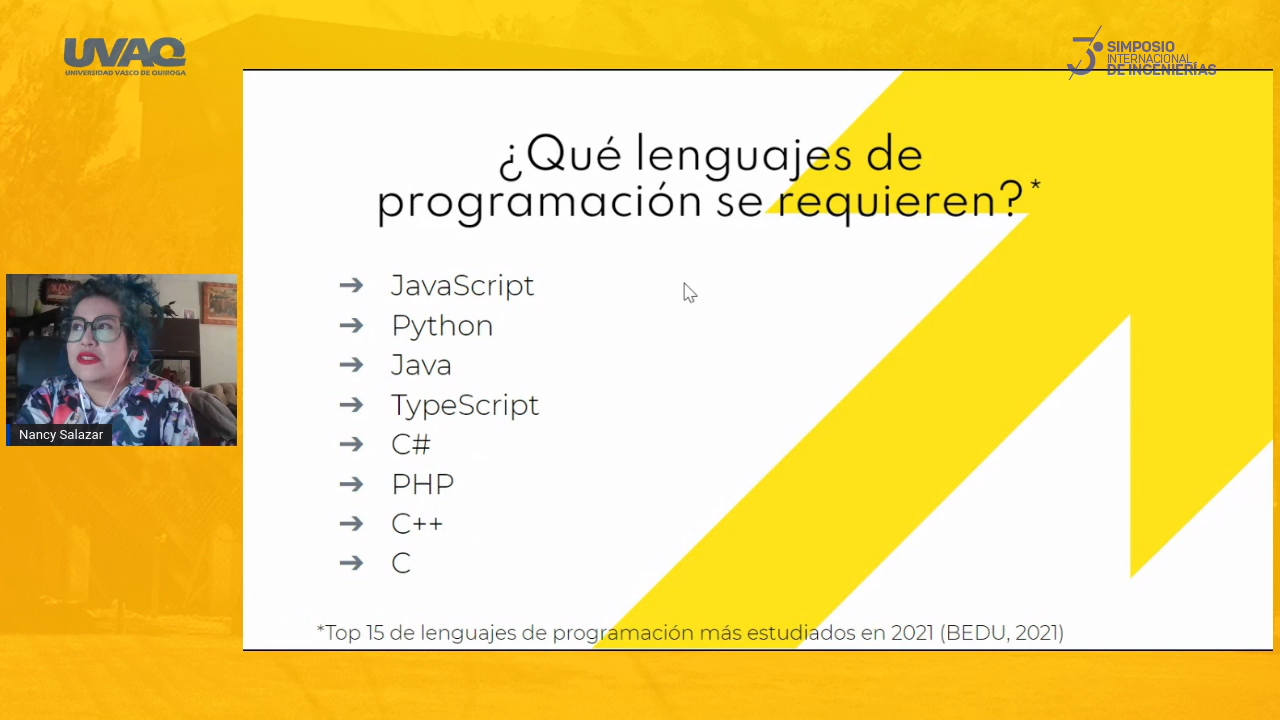 UVAQ
UNIVERSIDAD VASCO DE QUIROGA
3
SIMPOSIO
INTERNACIONAL
DE INGENIERÍAS
¿Qué lenguajes de
programación se requieren?*
➔ JavaScript
➔ Python
➔ Java
➔ TypeScript
➔ C#
➔ PHP
➔ C++
➔ C
*Top 15 de lenguajes de programación más estudiados en 2021 (BEDU, 2021)
Nancy Salazar